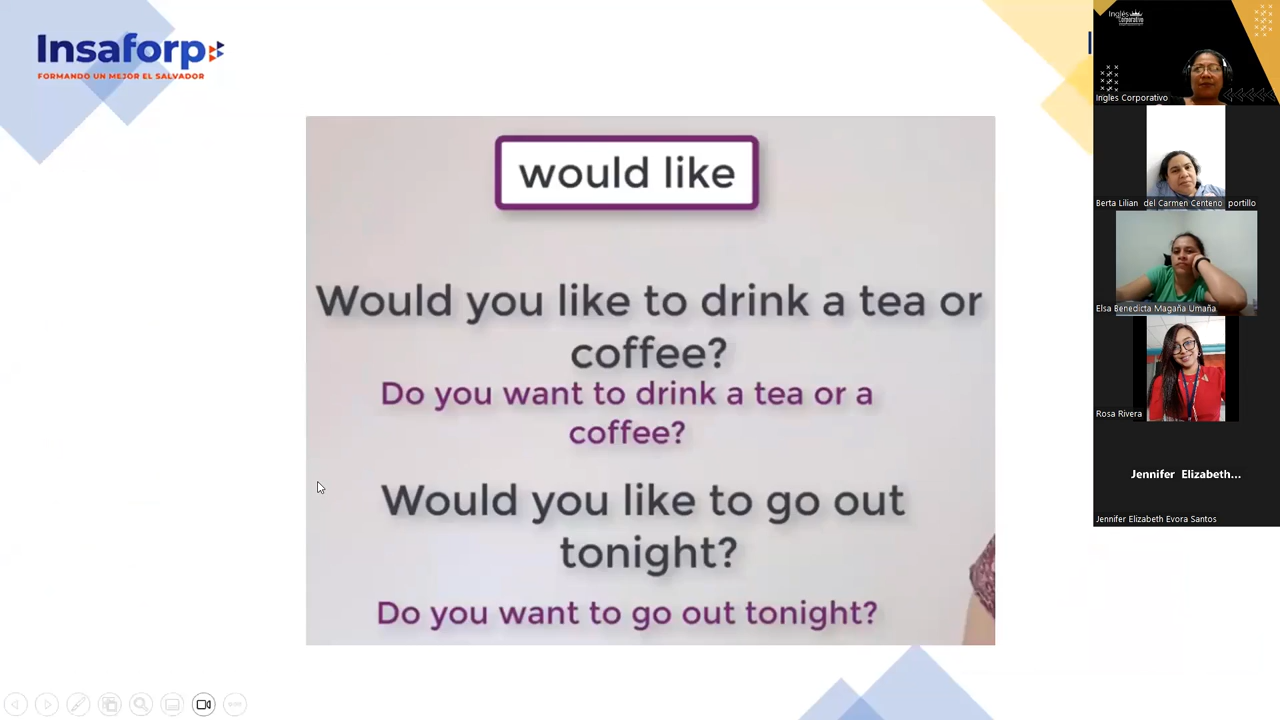 Insaforp
FORMANDO UN MEJOR EL SALVADOR
would like
Would you like to drink a tea or
coffee?
Do you want to drink a tea or a
coffee?
Would you like to go out
tonight?
Do you want to go out tonight?
Inglés
Corporativo
Ingles Corporativo
Berta Lilian del Carmen Centeno portillo
Elsa Benedicta Magaña Umaña
Rosa Rivera
Jennifer Elizabeth...
Jennifer Elizabeth Evora Santos